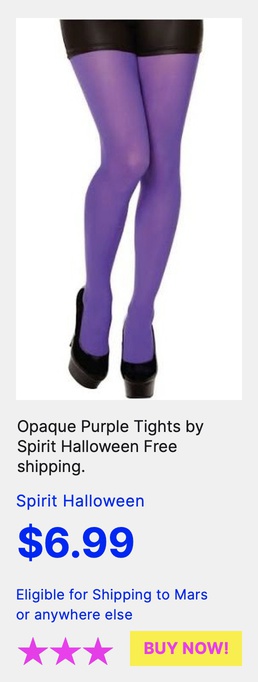 Opaque Purple Tights by
Spirit Halloween Free
shipping.
Spirit Halloween
$6.99
Eligible for Shipping to Mars
or anywhere else
BUY NOW!